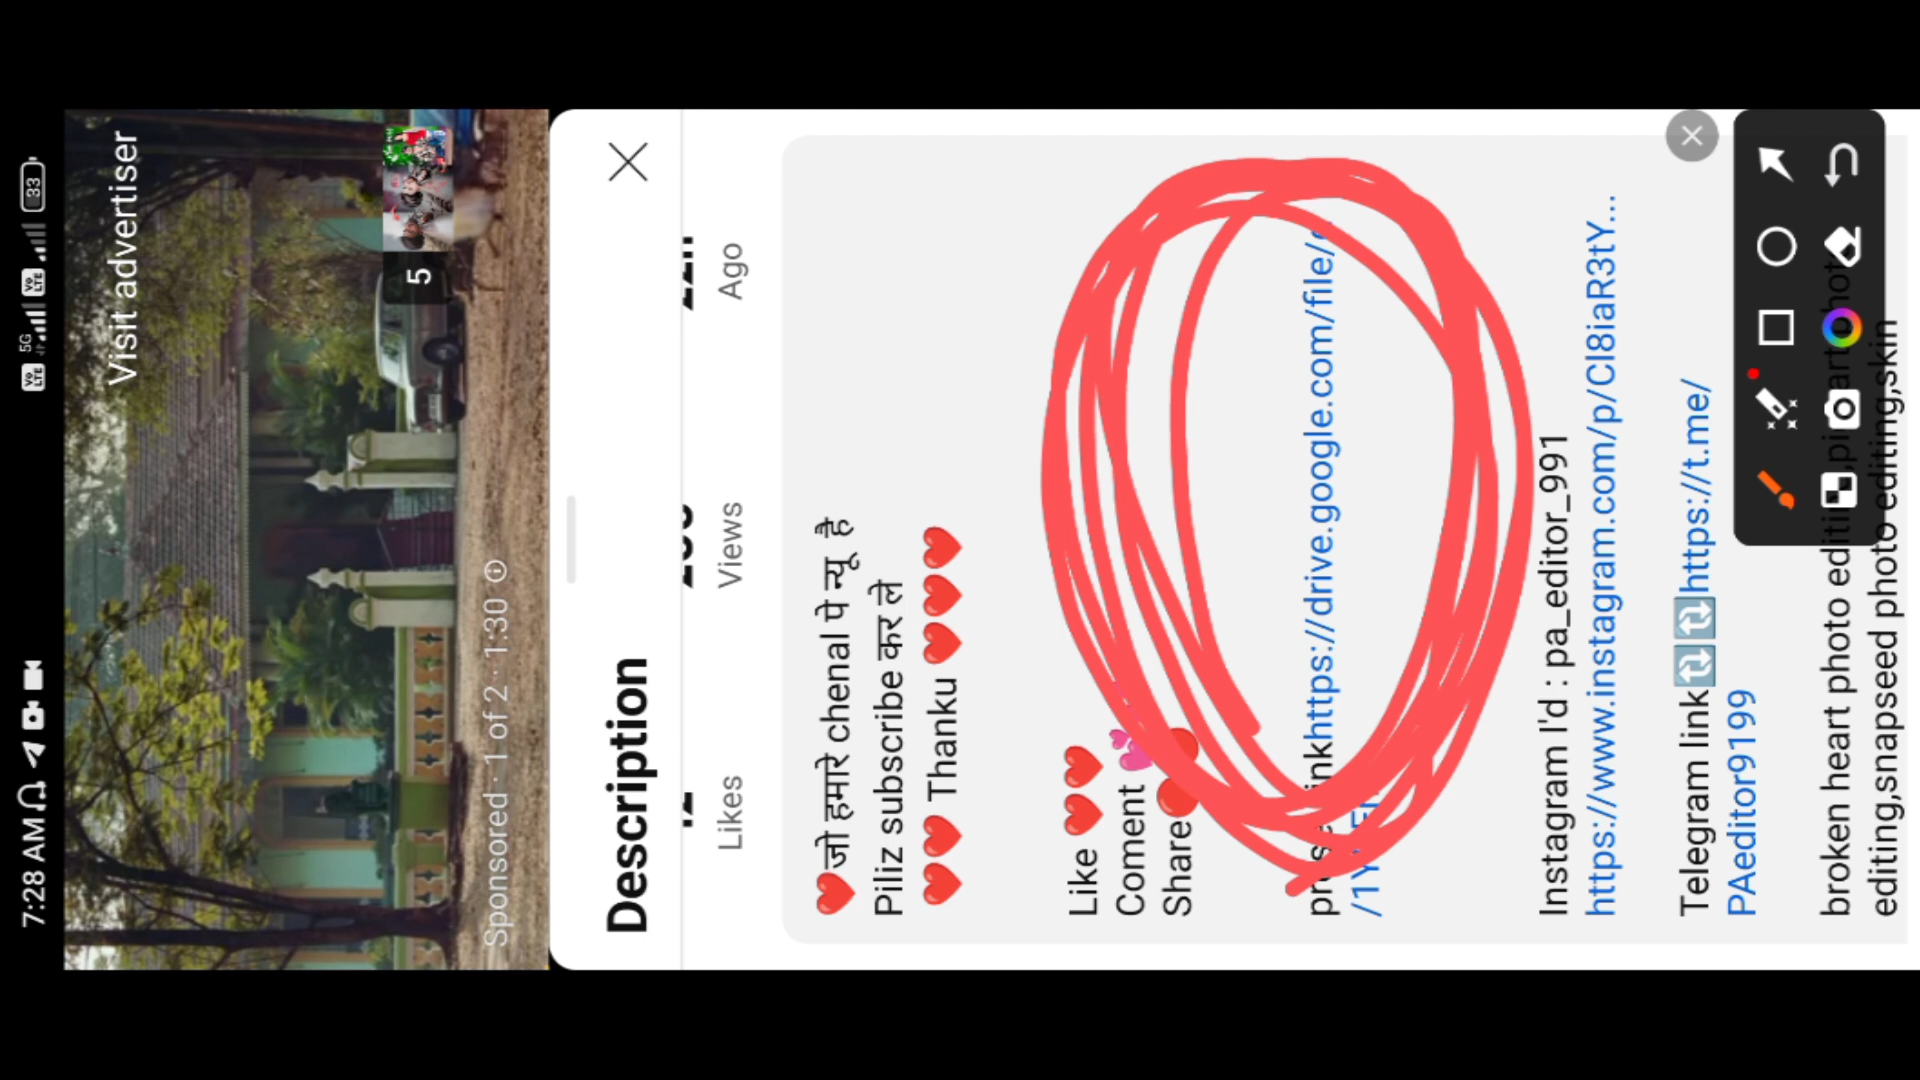 7:28 AM
5G
33
Visit advertiser
5
Sponsored · 1 of 2 · 1:30
Description
Likes
Views
Ago
❤️जो हमारे chenal पे न्यू है
Piliz subscribe कर ले
❤️❤️ Thanku ❤️❤️❤️
Like ❤️❤️
Coment 💞
Share
https://drive.google.com/file/
Instagram I'd : pa_editor_991
https://www.instagram.com/p/Cl8iaR3tY...
Telegram link🔃🔃https://t.me/
PAeditor9199
broken heart photo
editing,snapseed photo editing,skin